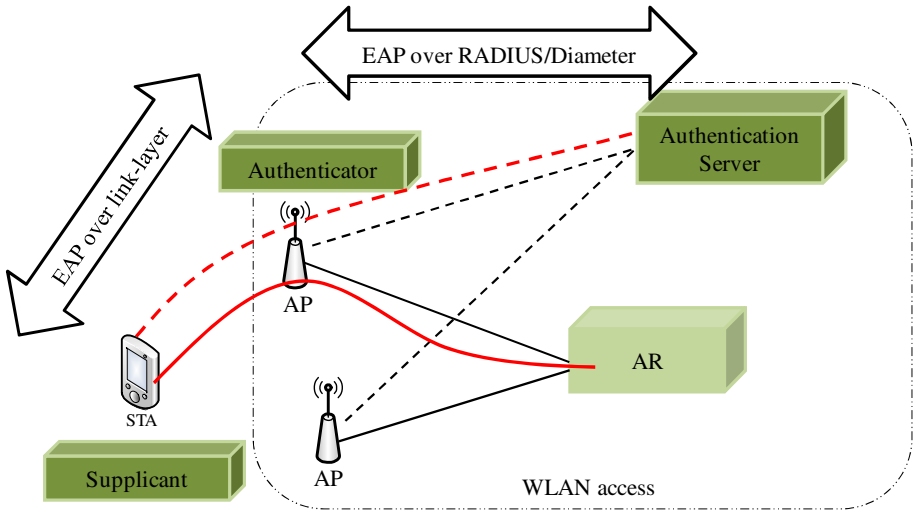 EAP over RADIUS/Diameter
EAP over link-layer
Authenticator
Authentication
Server
AP
AR
STA
AP
Supplicant
WLAN access